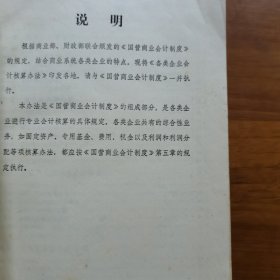 说明
根据商业部、财政部联合颁发的《国营商业会计制度》
的规定，结合商业系统各类企业的特点，现将《各类企业会
计核算办法》印发各地，请与《国营商业会计制度》一并执
行。
本办法是《国营商业会计制度》的组成部分，是各类企
业进行专业会计核算的具体规定，各类企业共有的综合性业
务，如固定资产、专用基金、费用、税金以及利润和利润分
配等项核算办法，都应按《国营商业会计制度》第五章的规
定执行。